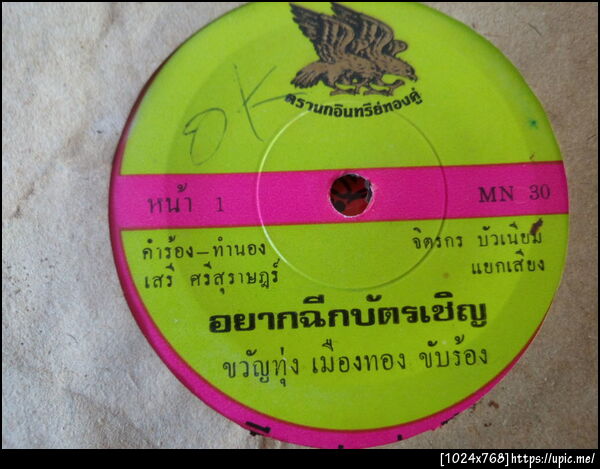 OK
ตรานกอินทรีย์ทองคู่
หน้า 1
MN 30
คำร้อง–ทำนอง
เสรี ศรีสุราษฎร์
จิตรกร บัวเนียม
แยกเสียง
อยากฉีกบัตรเชิญ
ขวัญทุ่ง เมืองทอง ขับร้อง
[1024x768]https://upic.me/